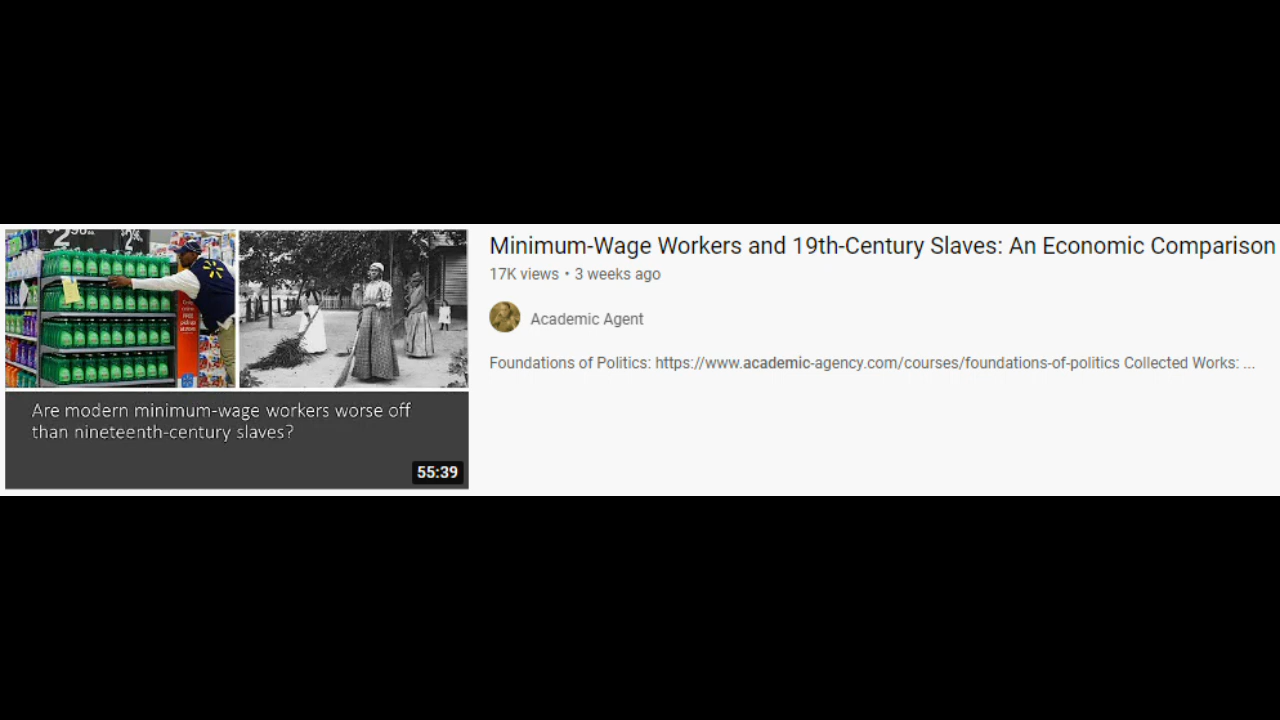 Minimum-Wage Workers and 19th-Century Slaves: An Economic Comparison
17K views • 3 weeks ago
Academic Agent
Foundations of Politics: https://www.academic-agency.com/courses/foundations-of-politics Collected Works: ...
Are modern minimum-wage workers worse off
than nineteenth-century slaves?
55:39